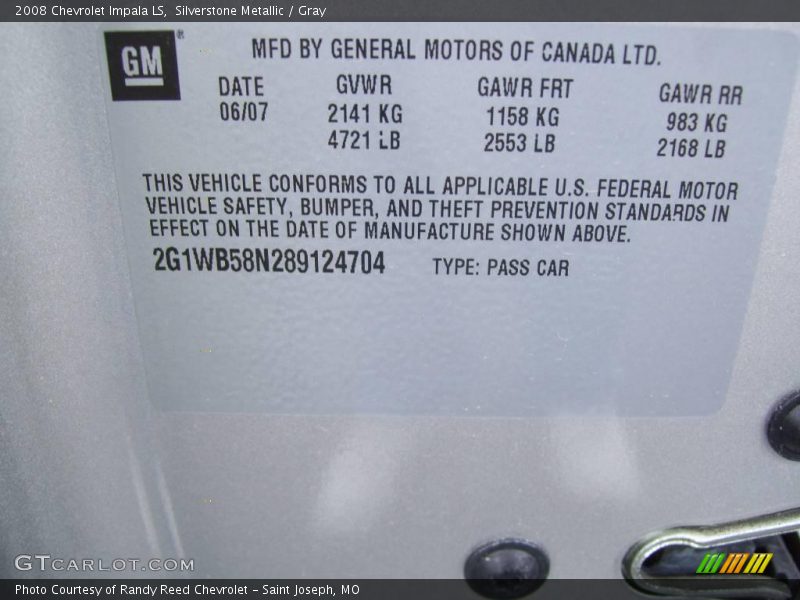 2008 Chevrolet Impala LS, Silverstone Metallic / Gray
GM®
MFD BY GENERAL MOTORS OF CANADA LTD.
DATE GVWR GAWR FRT GAWR RR
06/07 2141 KG 1158 KG 983 KG
4721 LB 2553 LB 2168 LB
THIS VEHICLE CONFORMS TO ALL APPLICABLE U.S. FEDERAL MOTOR
VEHICLE SAFETY, BUMPER, AND THEFT PREVENTION STANDARDS IN
EFFECT ON THE DATE OF MANUFACTURE SHOWN ABOVE.
2G1WB58N289124704 TYPE: PASS CAR
GTCARLOT.COM
Photo Courtesy of Randy Reed Chevrolet - Saint Joseph, MO